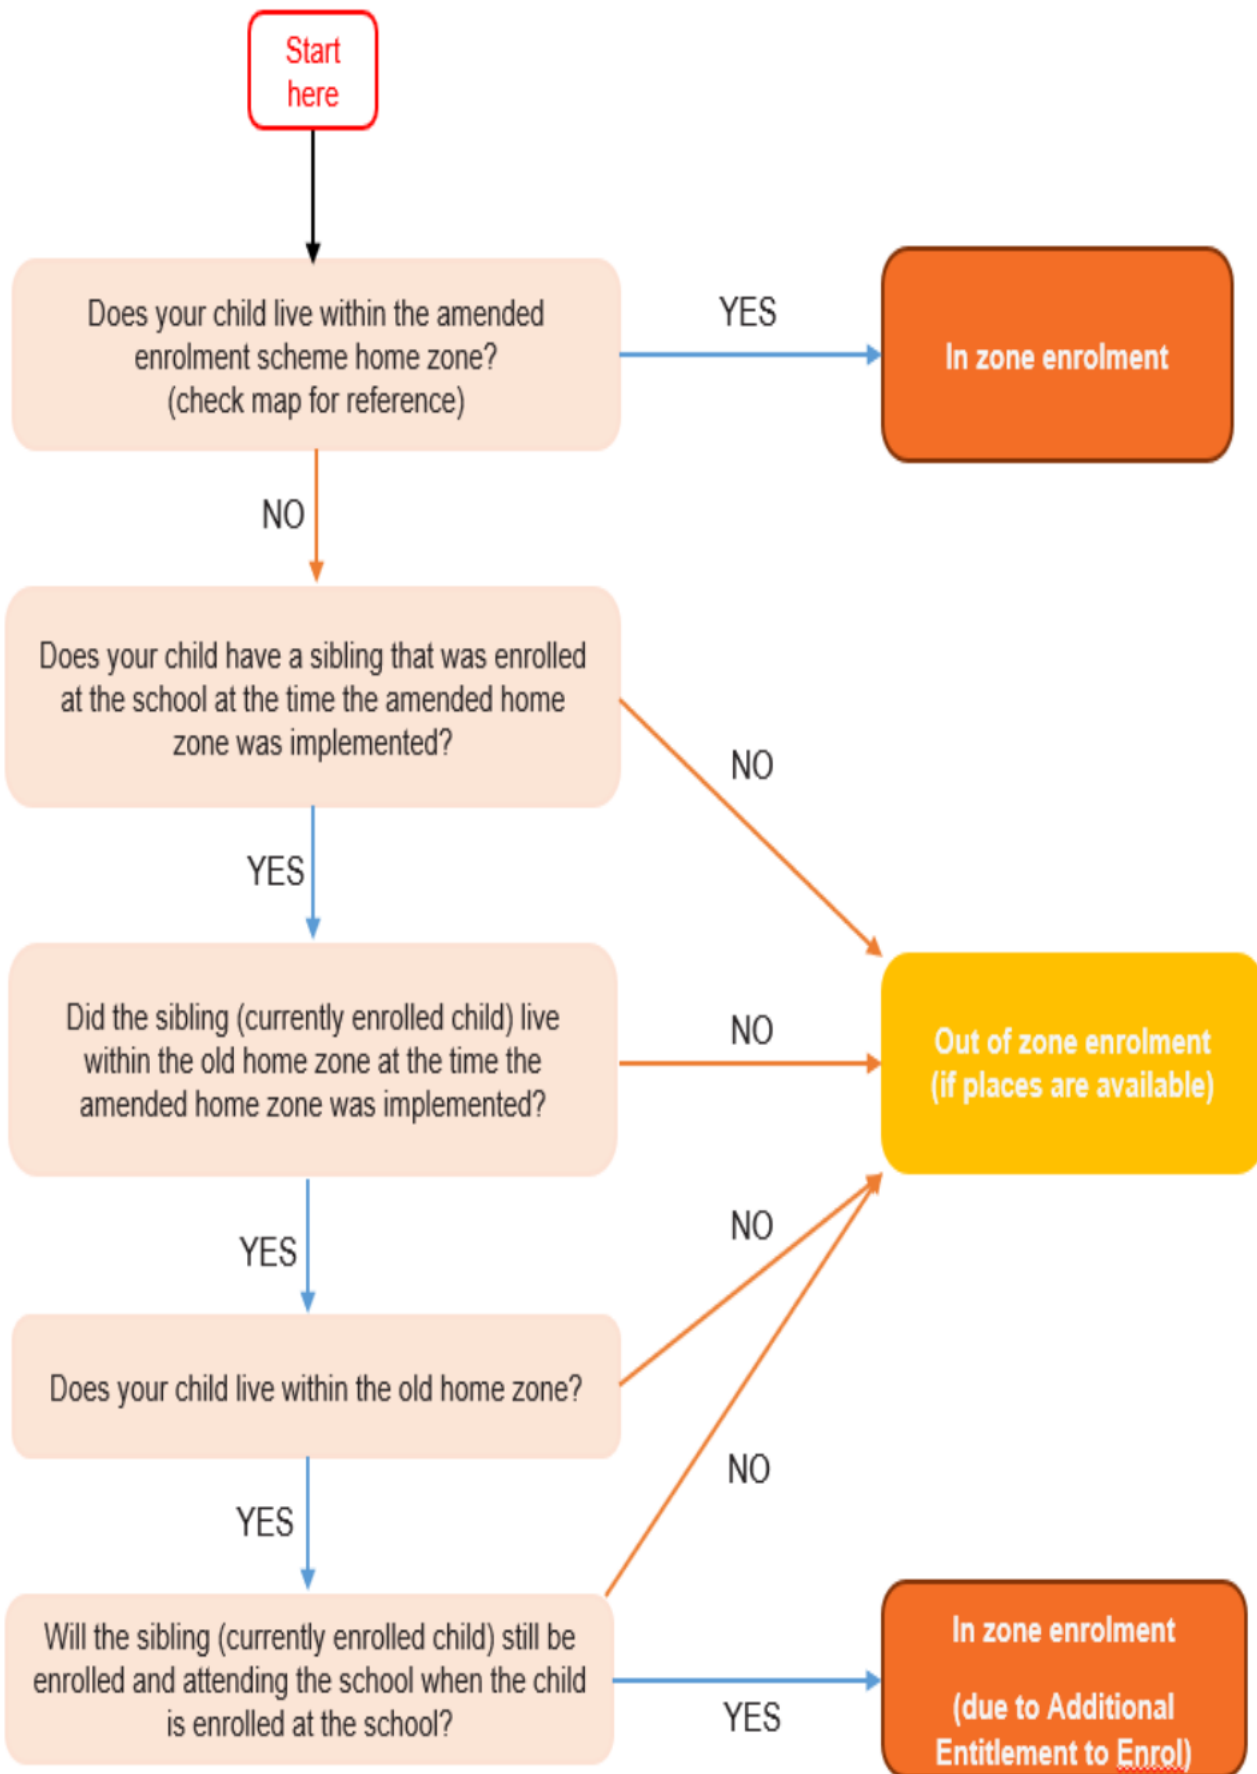 Start
here
Does your child live within the amended
enrolment scheme home zone?
(check map for reference)
YES
In zone enrolment
NO
Does your child have a sibling that was enrolled
at the school at the time the amended home
zone was implemented?
NO
YES
Did the sibling (currently enrolled child) live
within the old home zone at the time the
amended home zone was implemented?
NO
Out of zone enrolment
(if places are available)
YES
NO
Does your child live within the old home zone?
NO
YES
Will the sibling (currently enrolled child) still be
enrolled and attending the school when the child
is enrolled at the school?
YES
In zone enrolment
(due to Additional
Entitlement to Enrol)